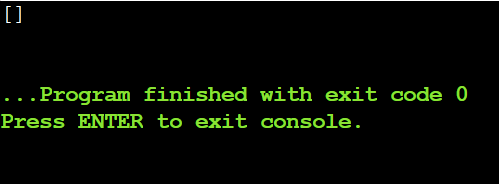 []
...Program finished with exit code 0
Press ENTER to exit console.